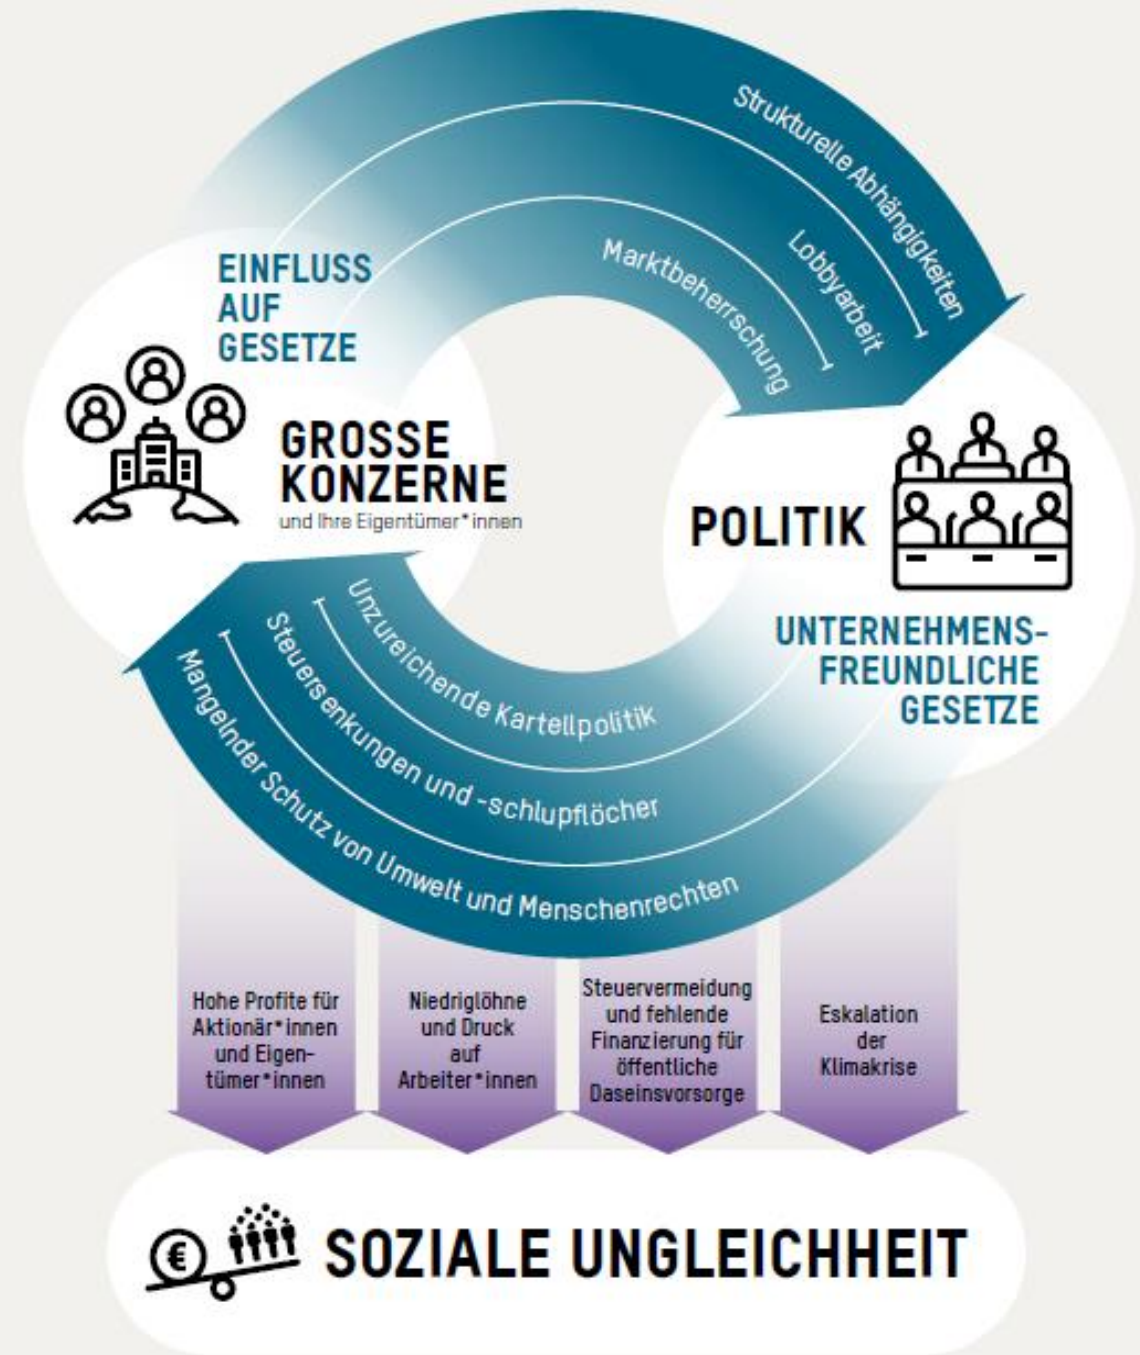 Strukturelle Abhängigkeiten
Lobbyarbeit
Marktbeherrschung
EINFLUSS
AUF
GESETZE
GROSSE
KONZERNE
und Ihre Eigentümer*innen
POLITIK
UNTERNEHMENS-
FREUNDLICHE
GESETZE
Unzureichende Kartellpolitik
Steuersenkungen und -schlupflöcher
Mangelnder Schutz von Umwelt und Menschenrechten
Hohe Profite für
Aktionär*innen
und Eigen-
tümer*innen
Niedriglöhne
und Druck
auf
Arbeiter*innen
Steuervermeidung
und fehlende
Finanzierung für
öffentliche
Daseinsvorsorge
Eskalation
der
Klimakrise
€
SOZIALE UNGLEICHHEIT